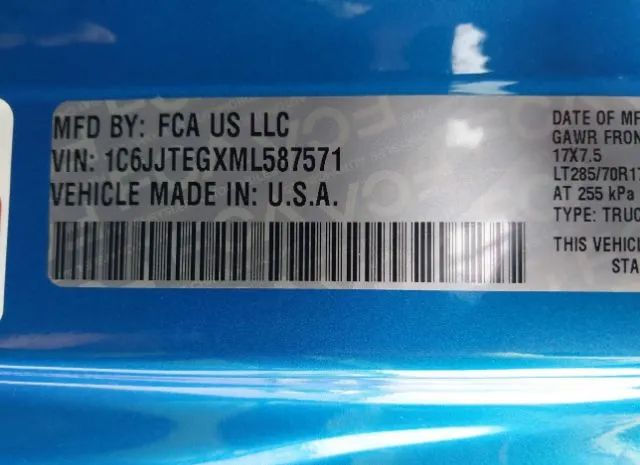 MFD BY: FCA US LLC
VIN: 1C6JJTEGXML587571
VEHICLE MADE IN: U.S.A.
DATE OF MF
GAWR FRON
17X7.5
LT285/70R17
AT 255 kPa
TYPE: TRUC
THIS VEHICL
STA